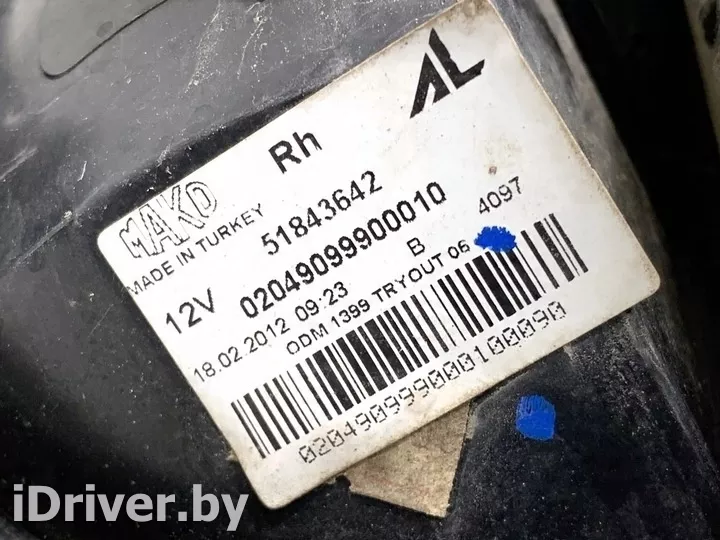 AL
Rh
MAKO
MADE IN TURKEY
51843642
12V 02049099900010
18.02.2012 09:23 B 4097
ODM 1399 TRYOUT 06
0204909990001000090
iDriver.by